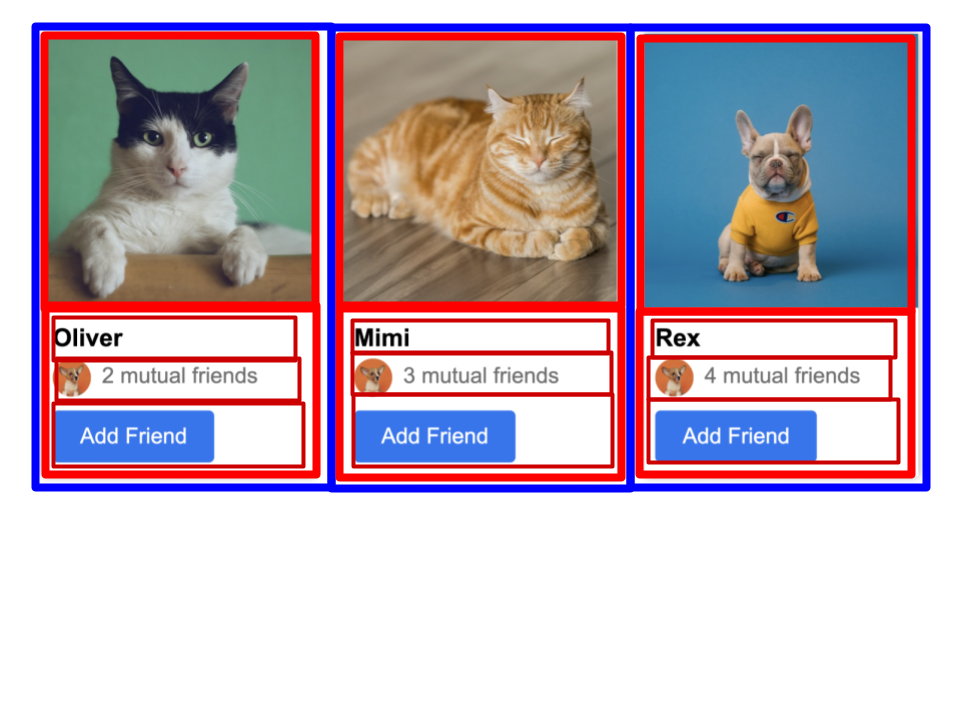 Oliver
2 mutual friends
Add Friend
Mimi
3 mutual friends
Add Friend
Rex
4 mutual friends
Add Friend